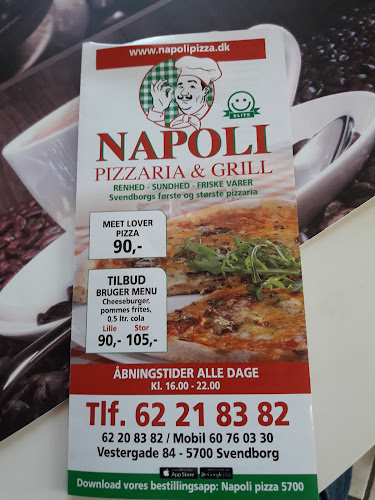 www.napolipizza.dk
ELITE
NAPOLI
PIZZARIA & GRILL
RENHED - SUNDHED - FRISKE VARER
Svendborgs første og største pizzaria
MEET LOVER
PIZZA
90,-
TILBUD
BRUGER MENU
Cheeseburger,
pommes frites,
0,5 ltr. cola
Lille Stor
90,- 105,-
ÅBNINGSTIDER ALLE DAGE
Kl. 16.00 - 22.00
Tlf. 62 21 83 82
62 20 83 82 / Mobil 60 76 03 30
Vestergade 84 - 5700 Svendborg
App Store
Download vores bestillingsapp: Napoli pizza 5700